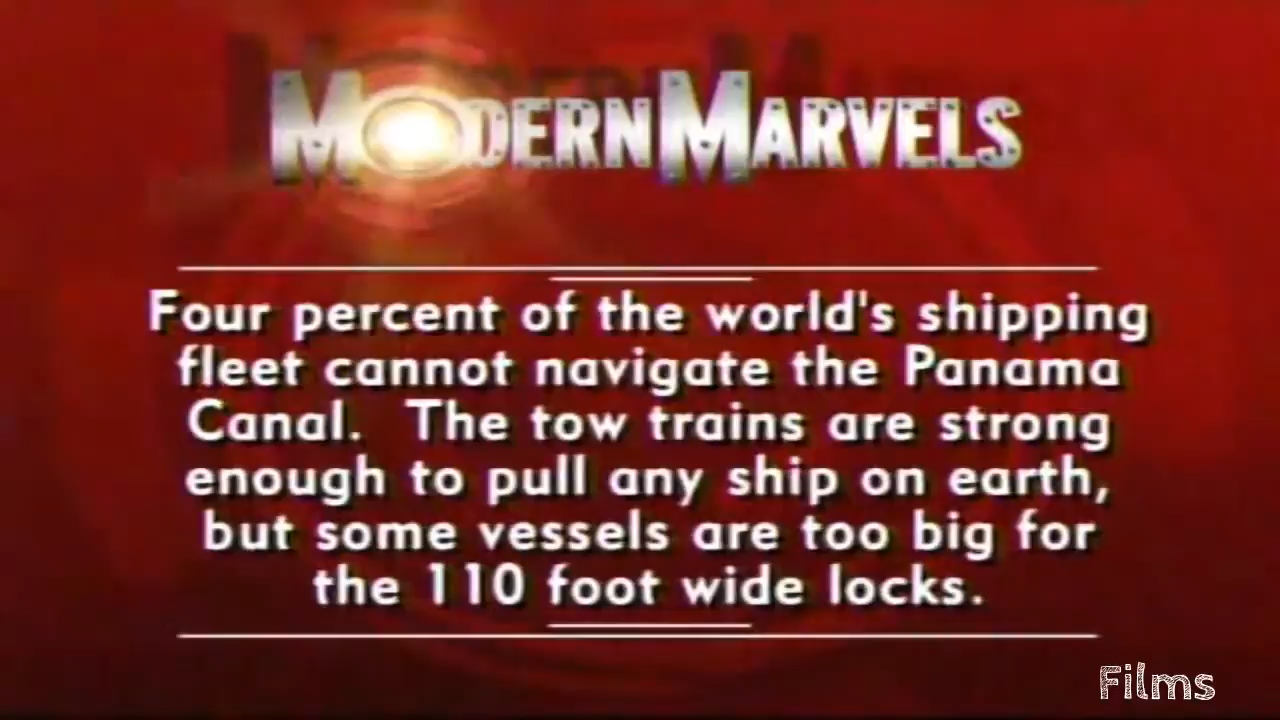 MODERN MARVELS
Four percent of the world's shipping
fleet cannot navigate the Panama
Canal.  The tow trains are strong
enough to pull any ship on earth,
but some vessels are too big for
the 110 foot wide locks.
Films